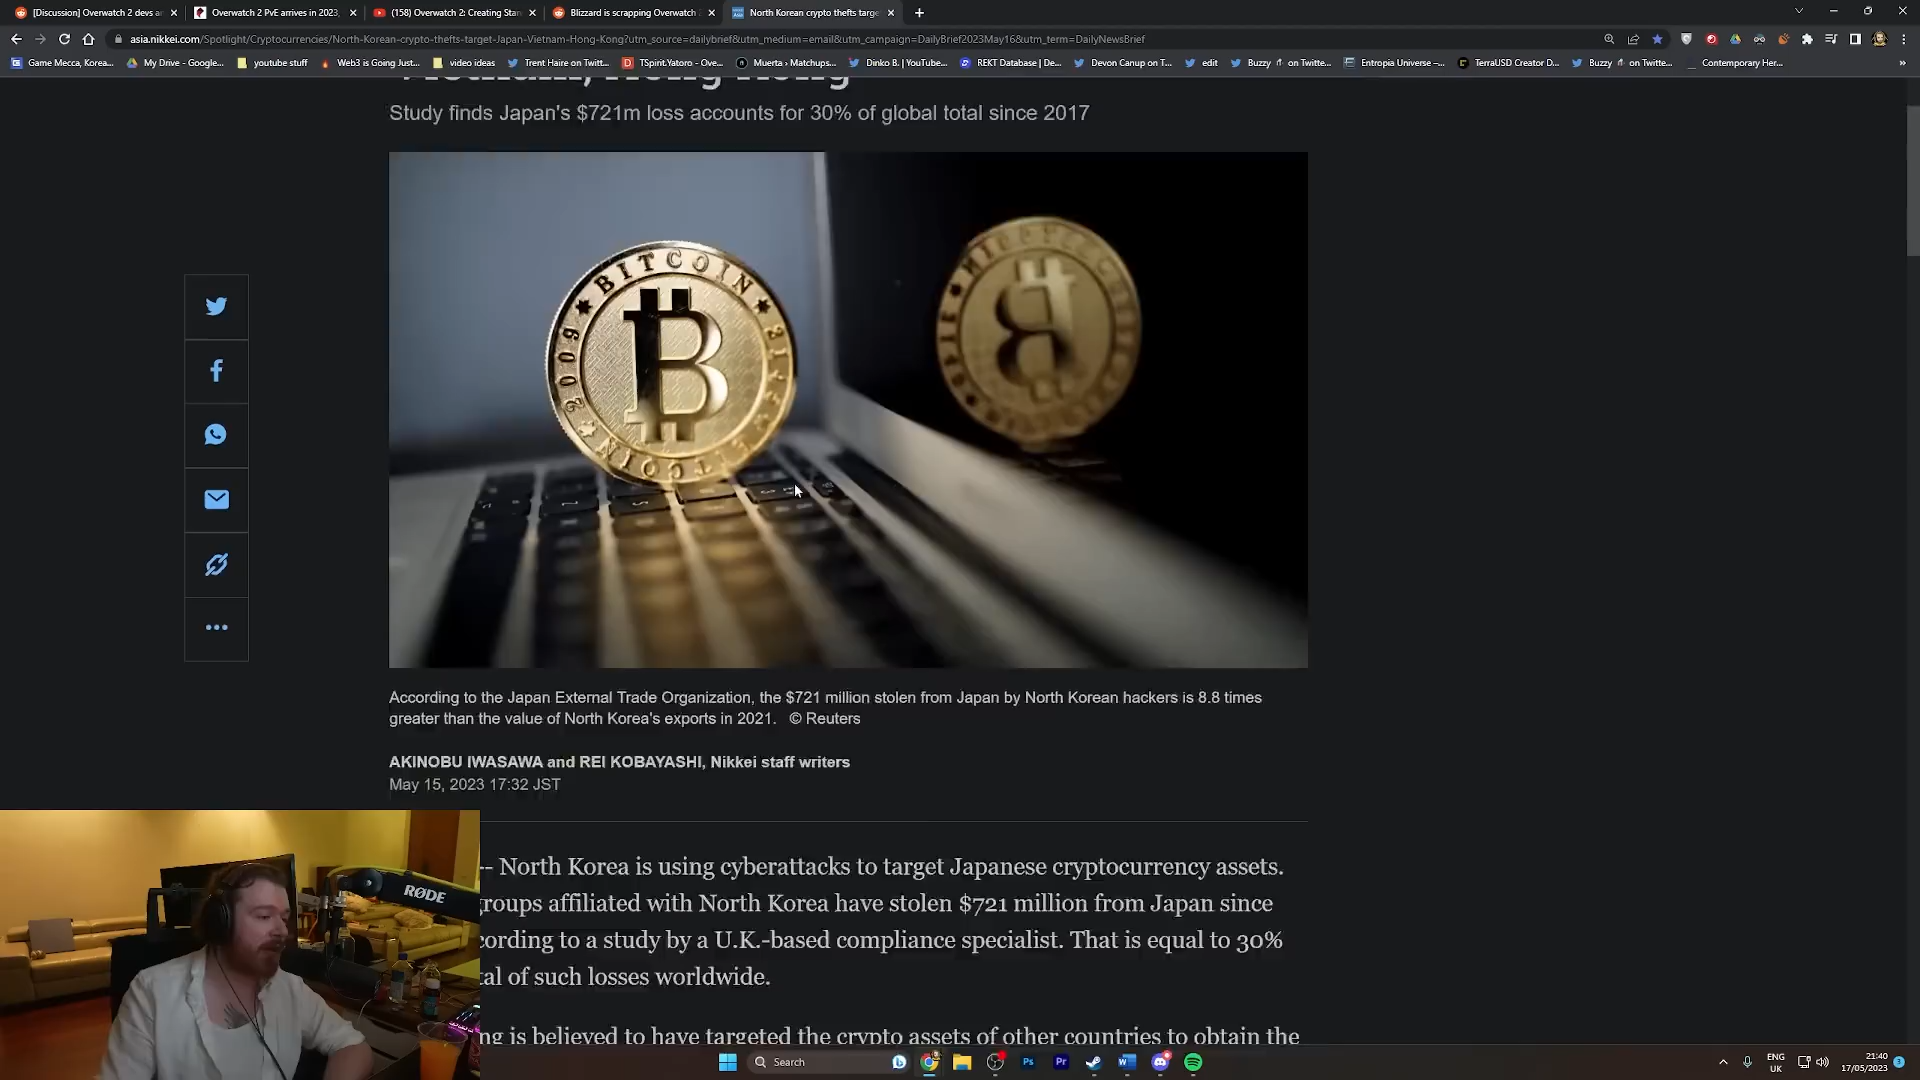 [Discussion] Overwatch 2 devs a
Overwatch 2 PvE arrives in 2023,
(158) Overwatch 2: Creating Stan
Blizzard is scrapping Overwatch
North Korean crypto thefts targe
asia.nikkei.com/Spotlight/Cryptocurrencies/North-Korean-crypto-thefts-target-Japan-Vietnam-Hong-Kong?utm_source=dailybrief&utm_medium=email&utm_campaign=DailyBrief2023May16&utm_term=DailyNewsBrief
Game Mecca, Korea...
My Drive - Google...
youtube stuff
Web3 is Going Just...
video ideas
Trent Haire on Twitt...
TSpirit.Yatoro - Ove...
Muerta › Matchups...
Dinko B. | YouTube...
REKT Database | De...
Devon Canup on T...
edit
Buzzy on Twitte...
Entropia Universe –...
TerraUSD Creator D...
Buzzy on Twitte...
Contemporary Her...
Vietnam, Hong Kong
Study finds Japan's $721m loss accounts for 30% of global total since 2017
BITCOIN
2009
BITCOIN
B
According to the Japan External Trade Organization, the $721 million stolen from Japan by North Korean hackers is 8.8 times
greater than the value of North Korea's exports in 2021. © Reuters
AKINOBU IWASAWA and REI KOBAYASHI, Nikkei staff writers
May 15, 2023 17:32 JST
-- North Korea is using cyberattacks to target Japanese cryptocurrency assets.
groups affiliated with North Korea have stolen $721 million from Japan since
cording to a study by a U.K.-based compliance specialist. That is equal to 30%
tal of such losses worldwide.
ng is believed to have targeted the crypto assets of other countries to obtain the
RØDE
Search
Ps
Pr
ENG
UK
21:40
17/05/2023
3